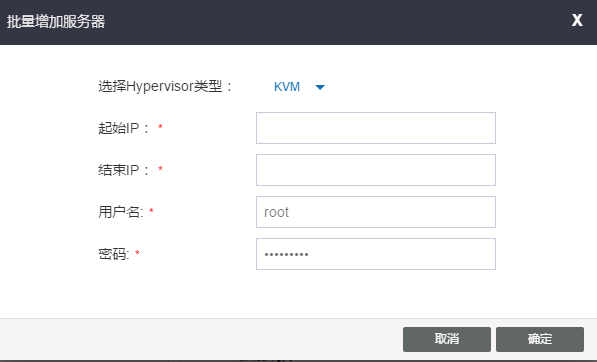 批量增加服务器 X
选择Hypervisor类型： KVM
起始IP： *
结束IP： *
用户名: * root
密码: * •••••••••
取消 确定